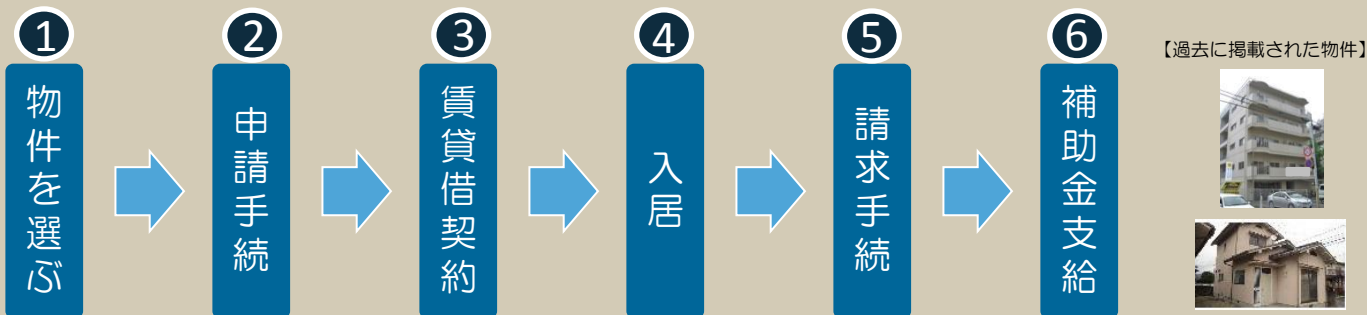 1
物件を選ぶ
2
申請手続
3
賃貸借契約
4
入居
5
請求手続
6
補助金支給
【過去に掲載された物件】